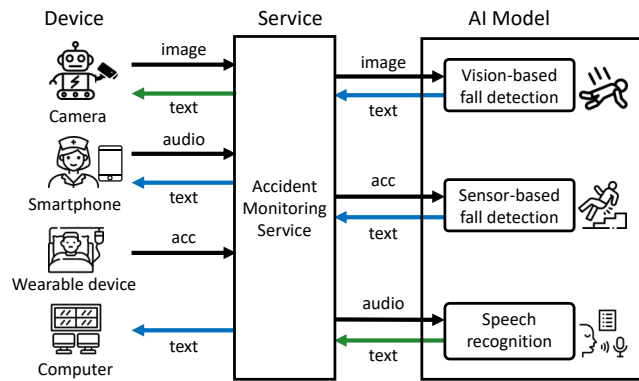 Device
Service
AI Model
image
text
Camera
audio
text
Smartphone
acc
Wearable device
text
Computer
Accident
Monitoring
Service
image
text
Vision-based
fall detection
acc
text
Sensor-based
fall detection
audio
text
Speech
recognition